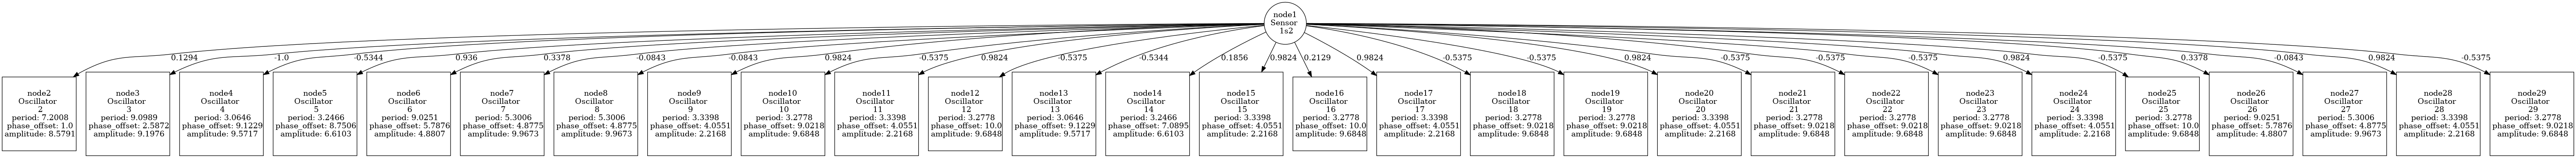 node1
Sensor
1s2
0.1294
-1.0
-0.5344
0.936
0.3378
-0.0843
-0.0843
0.9824
-0.5375
0.9824
-0.5375
-0.5344
0.1856
0.9824
0.2129
0.9824
-0.5375
-0.5375
0.9824
-0.5375
-0.5375
-0.5375
0.9824
-0.5375
0.3378
-0.0843
0.9824
-0.5375
node2
Oscillator
2
period: 7.2008
phase_offset: 1.0
amplitude: 8.5791
node3
Oscillator
3
period: 9.0989
phase_offset: 2.5872
amplitude: 9.1976
node4
Oscillator
4
period: 3.0646
phase_offset: 9.1229
amplitude: 9.5717
node5
Oscillator
5
period: 3.2466
phase_offset: 8.7506
amplitude: 6.6103
node6
Oscillator
6
period: 9.0251
phase_offset: 5.7876
amplitude: 4.8807
node7
Oscillator
7
period: 5.3006
phase_offset: 4.8775
amplitude: 9.9673
node8
Oscillator
8
period: 5.3006
phase_offset: 4.8775
amplitude: 9.9673
node9
Oscillator
9
period: 3.3398
phase_offset: 4.0551
amplitude: 2.2168
node10
Oscillator
10
period: 3.2778
phase_offset: 9.0218
amplitude: 9.6848
node11
Oscillator
11
period: 3.3398
phase_offset: 4.0551
amplitude: 2.2168
node12
Oscillator
12
period: 3.2778
phase_offset: 10.0
amplitude: 9.6848
node13
Oscillator
13
period: 3.0646
phase_offset: 9.1229
amplitude: 9.5717
node14
Oscillator
14
period: 3.2466
phase_offset: 7.0895
amplitude: 6.6103
node15
Oscillator
15
period: 3.3398
phase_offset: 4.0551
amplitude: 2.2168
node16
Oscillator
16
period: 3.2778
phase_offset: 10.0
amplitude: 9.6848
node17
Oscillator
17
period: 3.3398
phase_offset: 4.0551
amplitude: 2.2168
node18
Oscillator
18
period: 3.2778
phase_offset: 9.0218
amplitude: 9.6848
node19
Oscillator
19
period: 3.2778
phase_offset: 9.0218
amplitude: 9.6848
node20
Oscillator
20
period: 3.3398
phase_offset: 4.0551
amplitude: 2.2168
node21
Oscillator
21
period: 3.2778
phase_offset: 9.0218
amplitude: 9.6848
node22
Oscillator
22
period: 3.2778
phase_offset: 9.0218
amplitude: 9.6848
node23
Oscillator
23
period: 3.2778
phase_offset: 9.0218
amplitude: 9.6848
node24
Oscillator
24
period: 3.3398
phase_offset: 4.0551
amplitude: 2.2168
node25
Oscillator
25
period: 3.2778
phase_offset: 10.0
amplitude: 9.6848
node26
Oscillator
26
period: 9.0251
phase_offset: 5.7876
amplitude: 4.8807
node27
Oscillator
27
period: 5.3006
phase_offset: 4.8775
amplitude: 9.9673
node28
Oscillator
28
period: 3.3398
phase_offset: 4.0551
amplitude: 2.2168
node29
Oscillator
29
period: 3.2778
phase_offset: 9.0218
amplitude: 9.6848